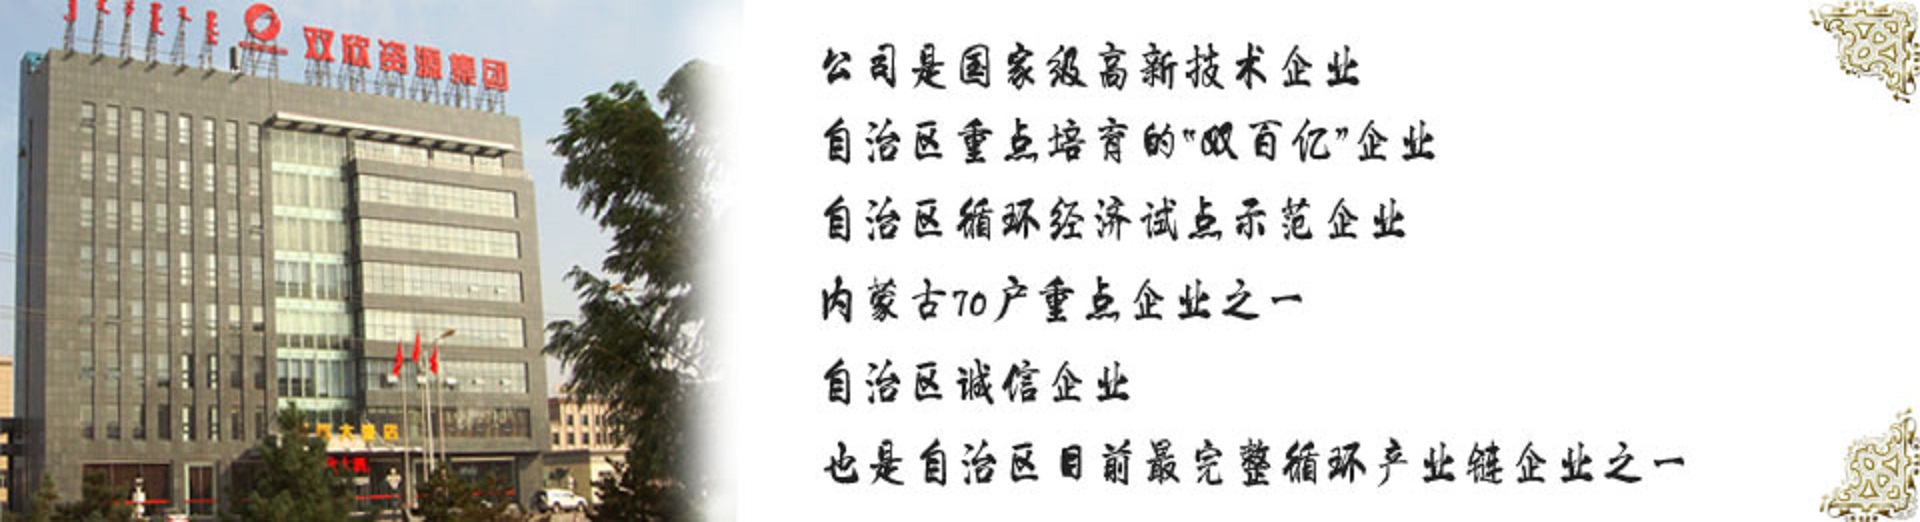 双欣资源集团
大酒店
公司是国家级高新技术企业
自治区重点培育的“双百亿”企业
自治区循环经济试点示范企业
内蒙古70户重点企业之一
自治区诚信企业
也是自治区目前最完整循环产业链企业之一